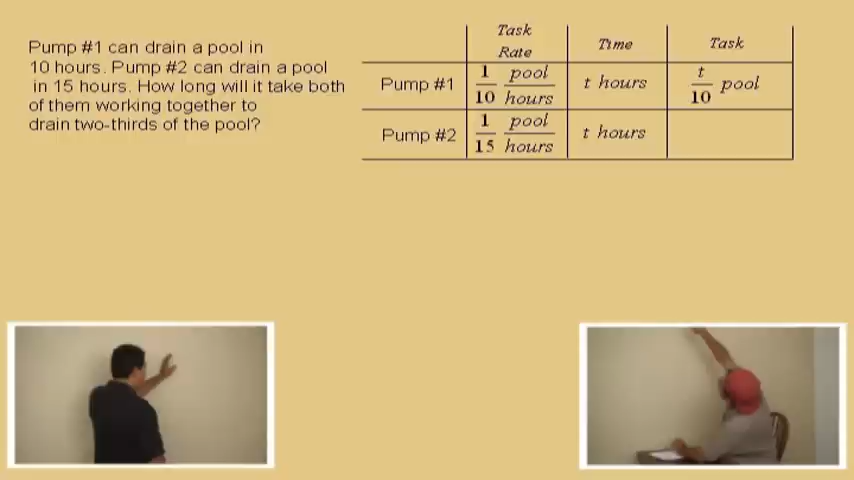 Pump #1 can drain a pool in
10 hours. Pump #2 can drain a pool
in 15 hours. How long will it take both
of them working together to
drain two-thirds of the pool?
Task Rate Time Task
Pump #1 1/10 pool/hours t hours t/10 pool
Pump #2 1/15 pool/hours t hours